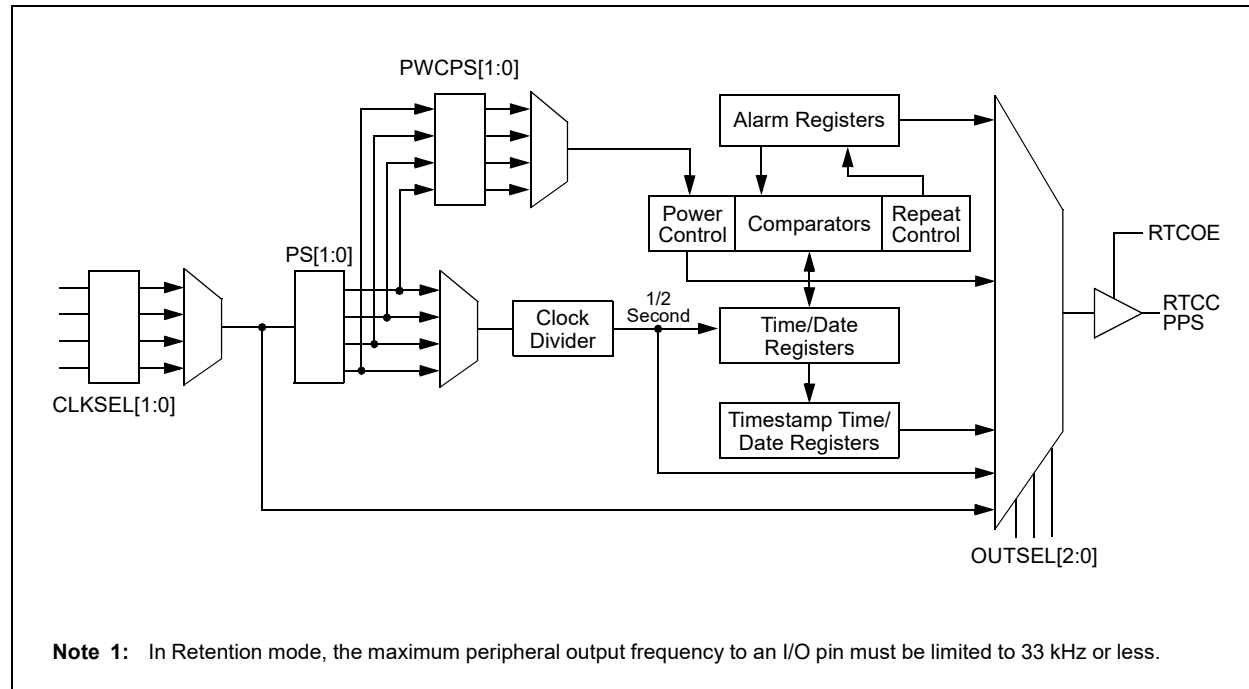 PWCPS[1:0]
Alarm Registers
Power
Control
Comparators
Repeat
Control
RTCOE
PS[1:0]
1/2
Second
Clock
Divider
Time/Date
Registers
RTCC
PPS
CLKSEL[1:0]
Timestamp Time/
Date Registers
OUTSEL[2:0]
Note 1: In Retention mode, the maximum peripheral output frequency to an I/O pin must be limited to 33 kHz or less.